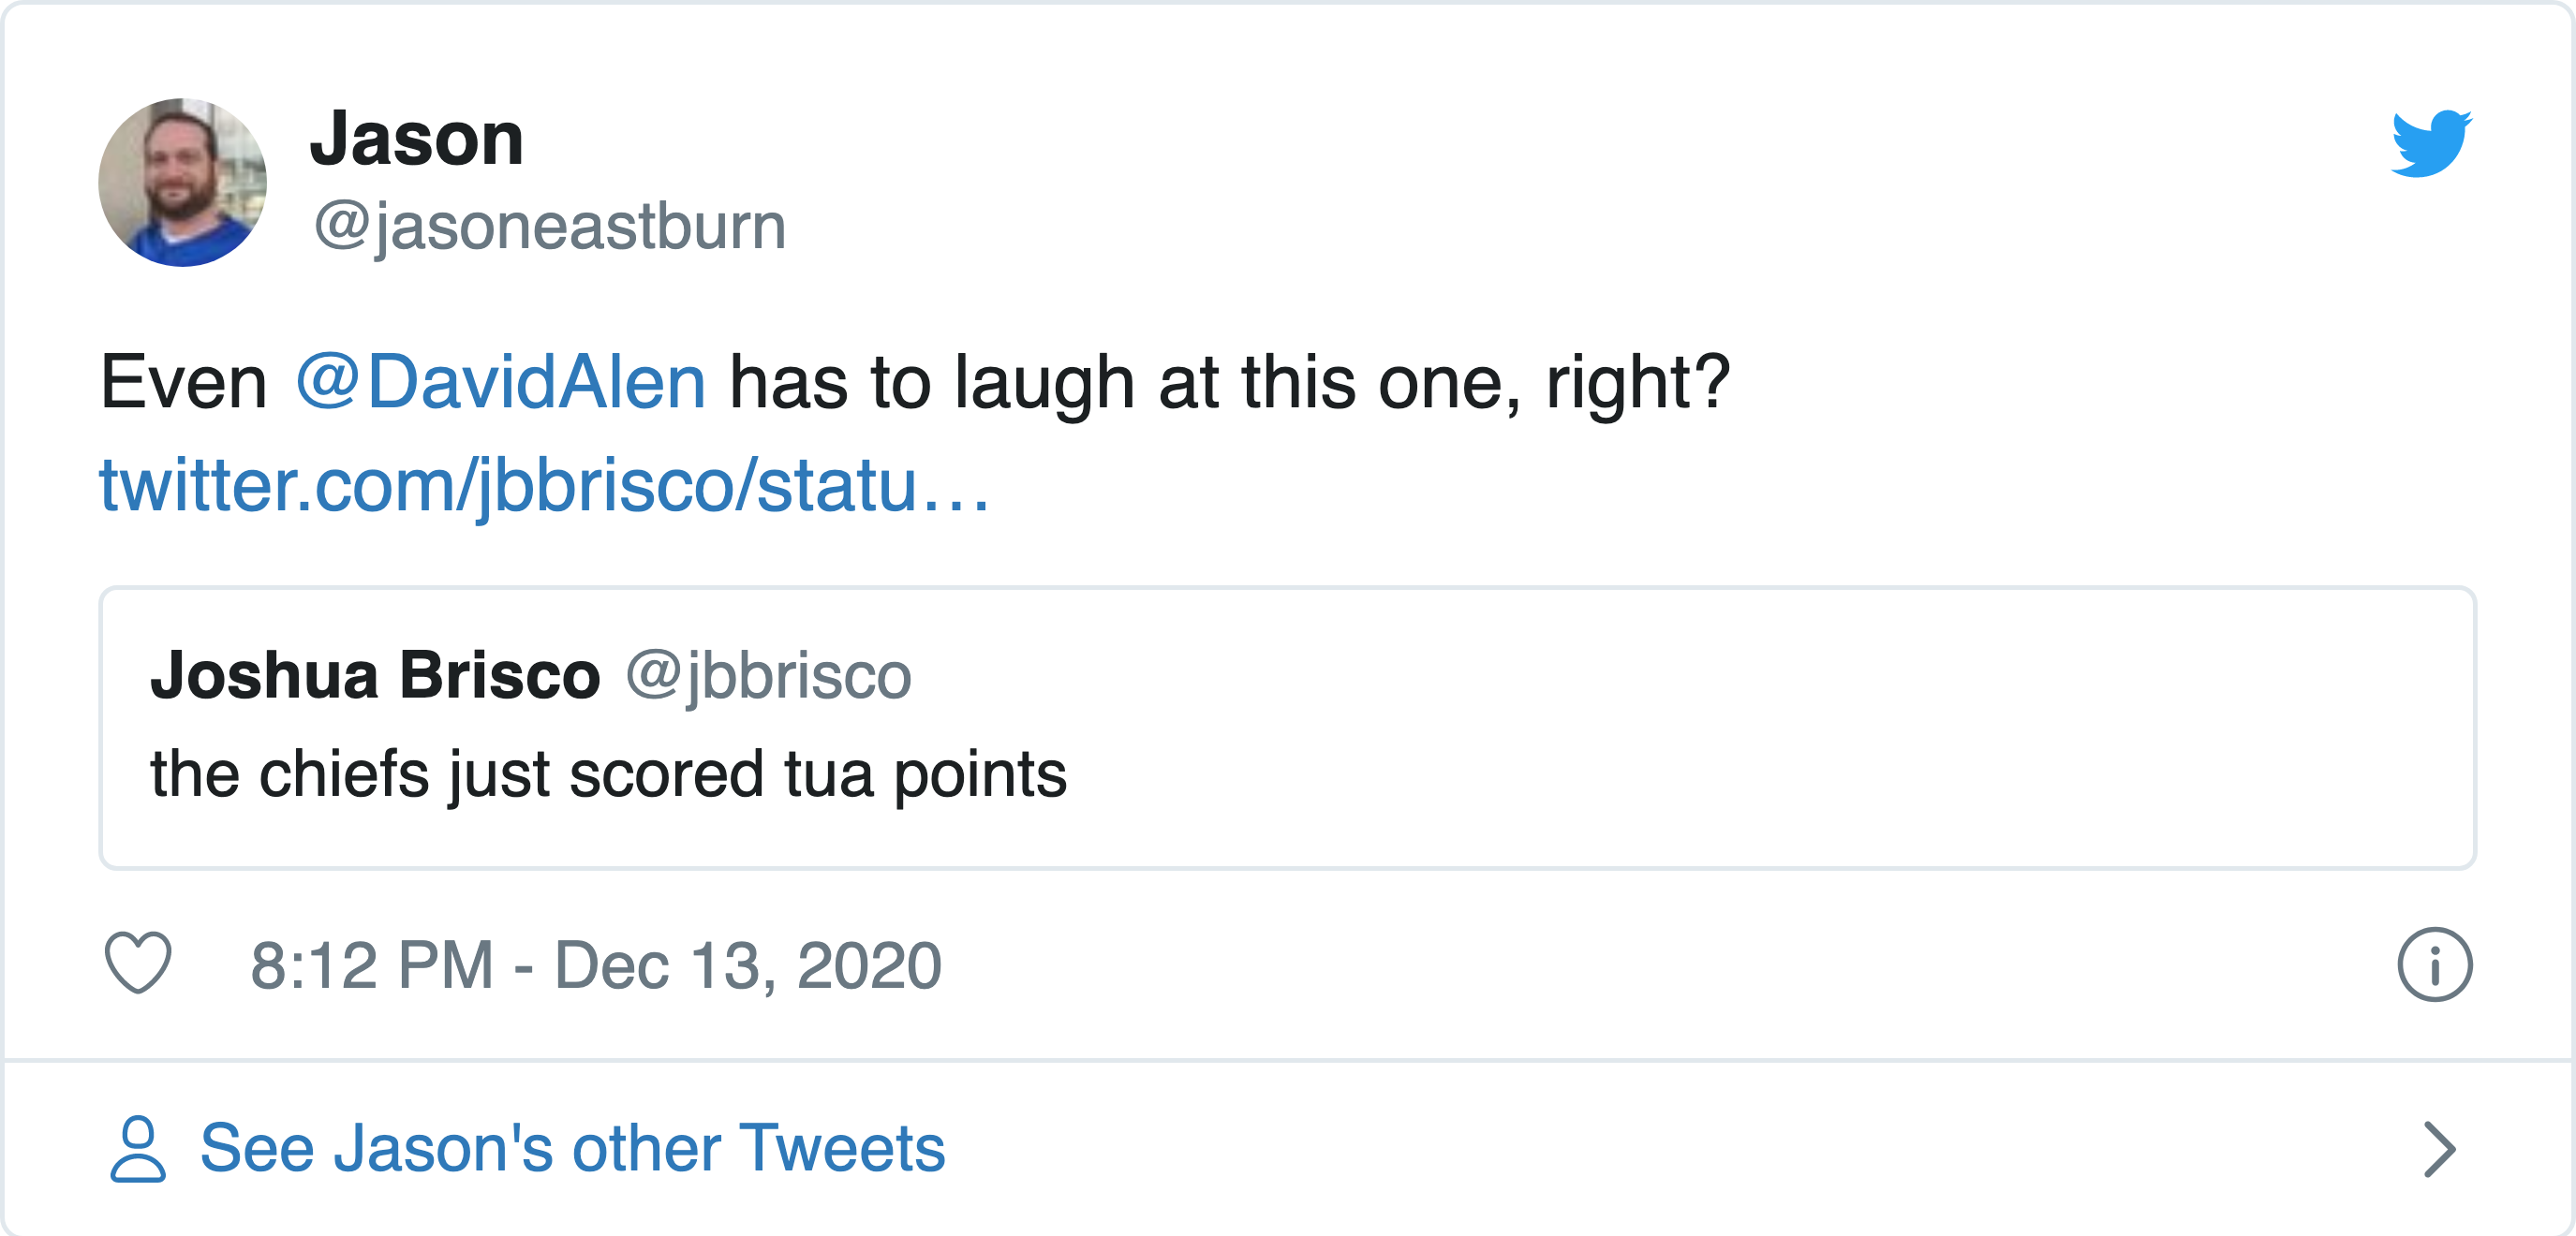 Jason
@jasoneastburn
Even @DavidAlen has to laugh at this one, right?
twitter.com/jbbrisco/statu…
Joshua Brisco @jbbrisco
the chiefs just scored tua points
8:12 PM - Dec 13, 2020
See Jason's other Tweets